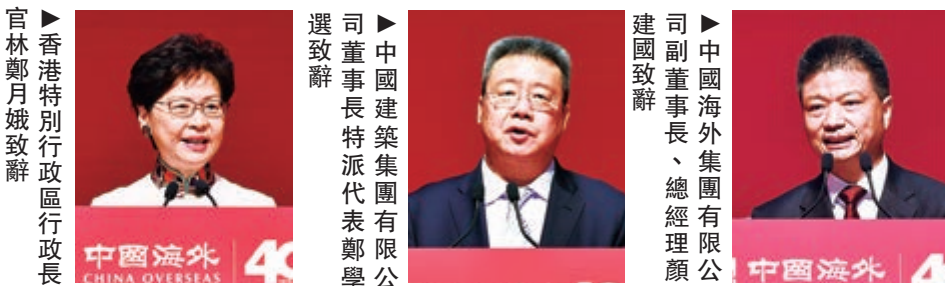 ▶中國海外集團有限公
司副董事長、總經理顏
建國致辭
中國海外
▶中國建築集團有限公
司董事長特派代表鄭學
選致辭
▶香港特別行政區行政長
官林鄭月娥致辭
中國海外
CHINA OVERSEAS